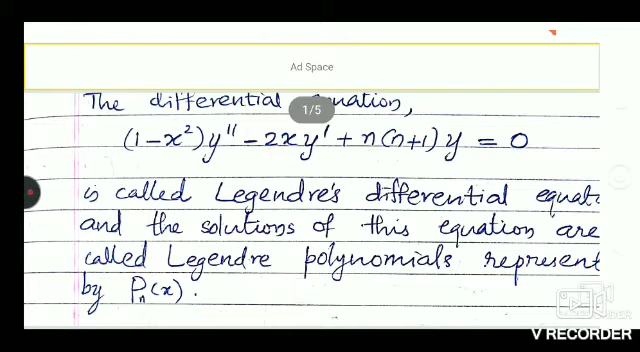 Ad Space
The differential
1/5
(1-x²)y'' - 2xy' + n(n+1)y = 0
is called Legendre's differential
and the solutions of this equation are
called Legendre polynomials represent
by Pₙ(x).
V RECORDER